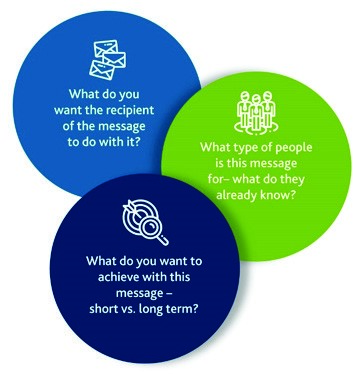 What do you
want the recipient
of the message
to do with it?
What type of people
is this message
for– what do they
already know?
What do you want to
achieve with this
message –
short vs. long term?